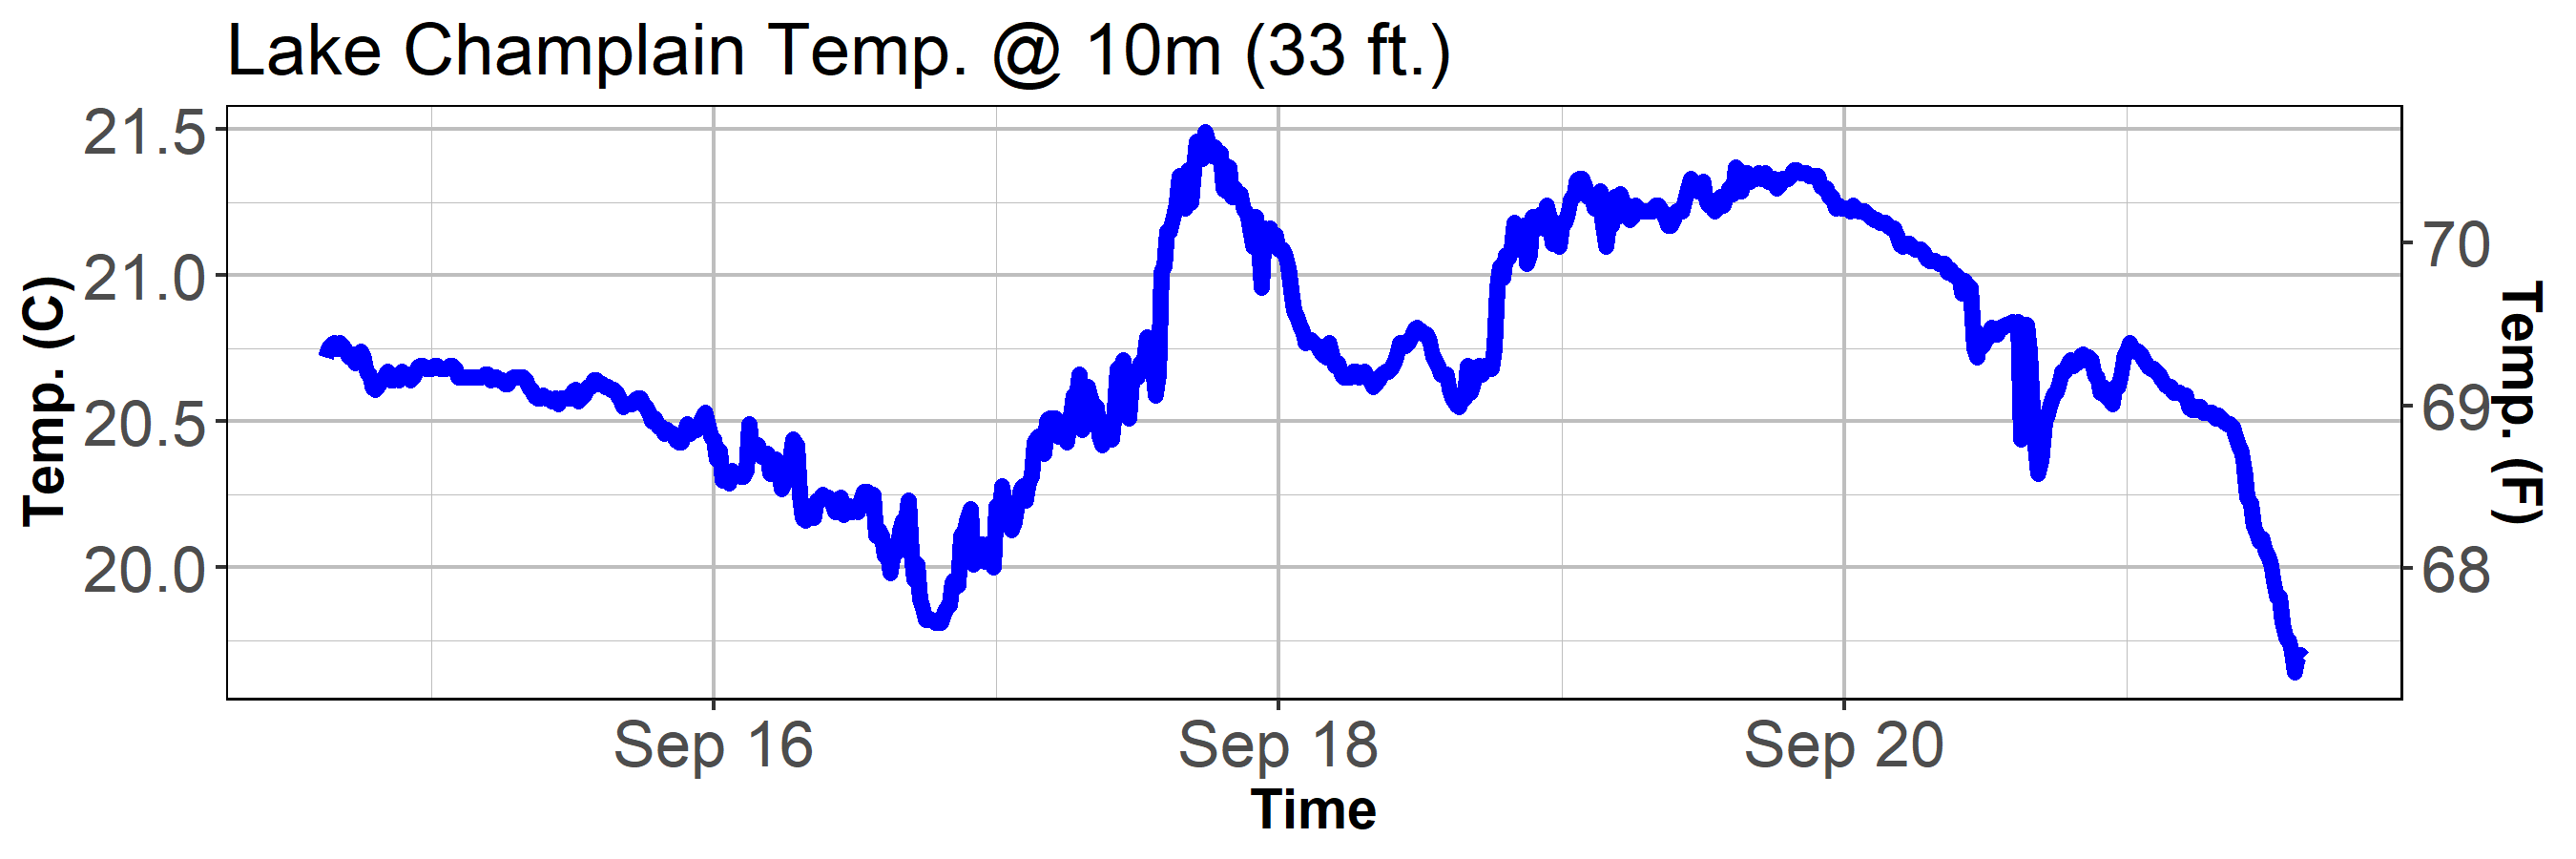 Lake Champlain Temp. @ 10m (33 ft.)
21.5
21.0
20.5
20.0
Temp. (C)
70
69
68
Temp. (F)
Sep 16 Sep 18 Sep 20
Time